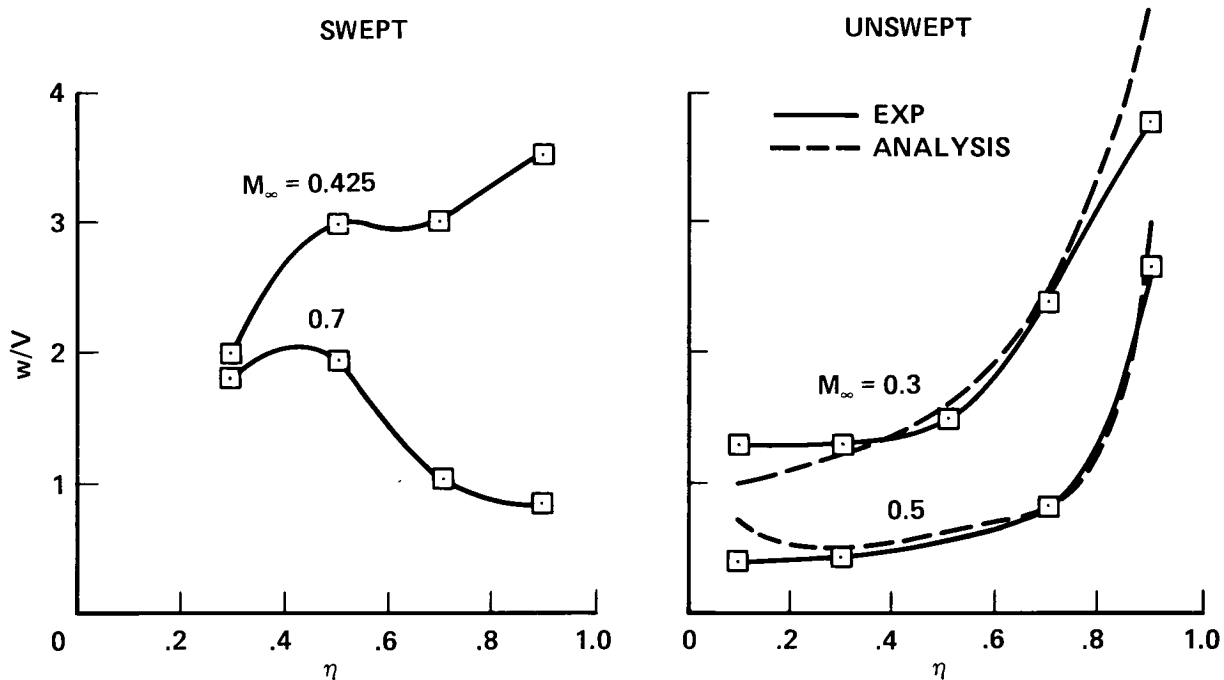 SWEPT
4
3
2
1
0
w/V
M∞ = 0.425
0.7
.2
.4
.6
.8
1.0
η
UNSWEPT
EXP
ANALYSIS
M∞ = 0.3
0.5
0
.2
.4
.6
.8
1.0
η